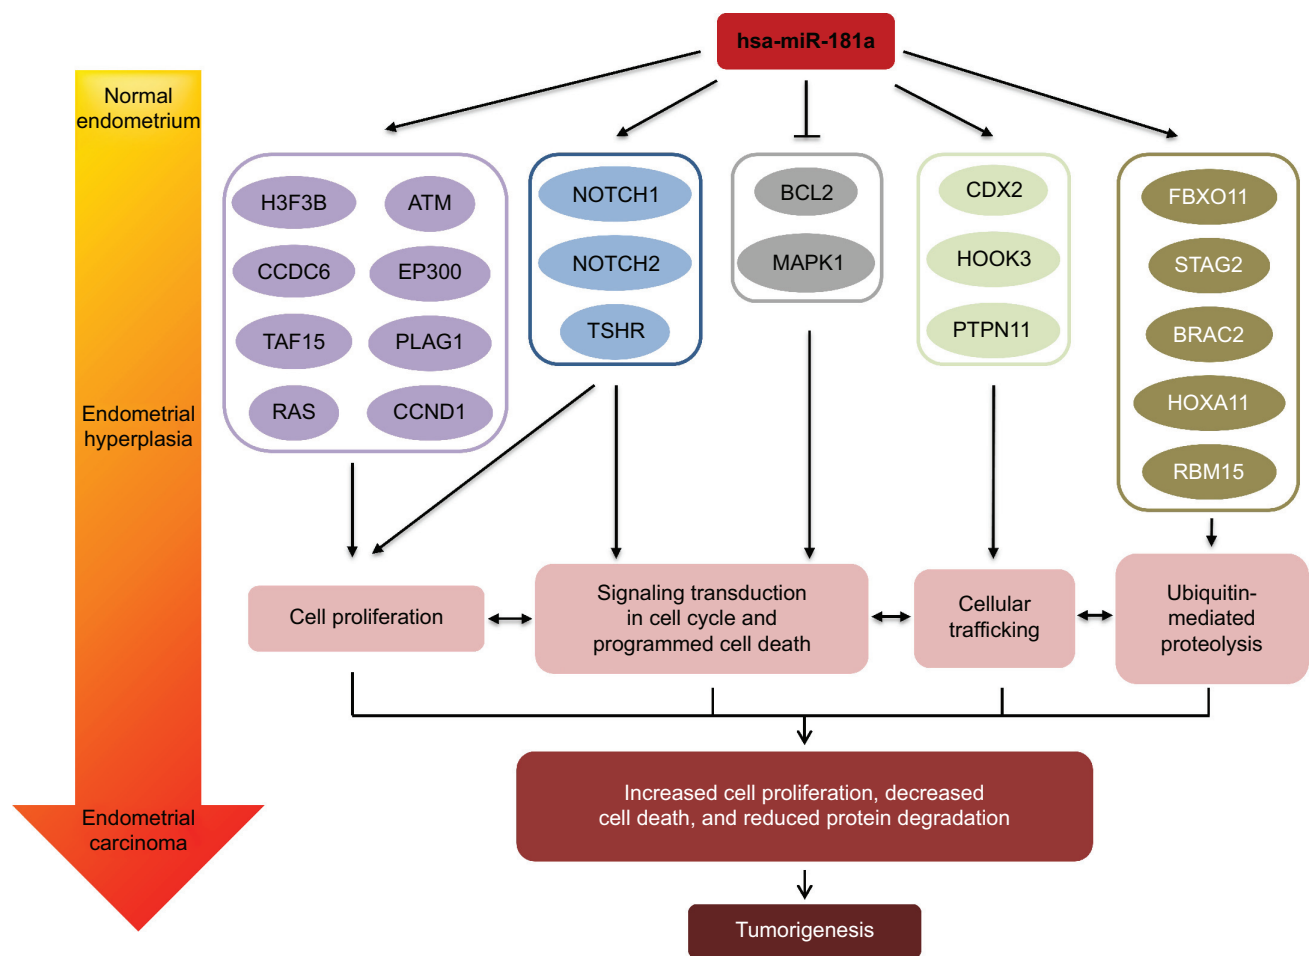 hsa-miR-181a
Normal
endometrium
Endometrial
hyperplasia
Endometrial
carcinoma
H3F3B
ATM
CCDC6
EP300
TAF15
PLAG1
RAS
CCND1
NOTCH1
NOTCH2
TSHR
BCL2
MAPK1
CDX2
HOOK3
PTPN11
FBXO11
STAG2
BRAC2
HOXA11
RBM15
Cell proliferation
Signaling transduction
in cell cycle and
programmed cell death
Cellular
trafficking
Ubiquitin-
mediated
proteolysis
Increased cell proliferation, decreased
cell death, and reduced protein degradation
Tumorigenesis